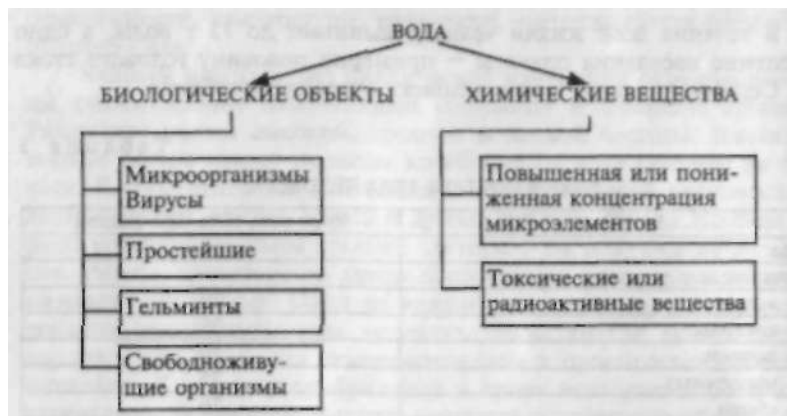 ВОДА
БИОЛОГИЧЕСКИЕ ОБЪЕКТЫ
ХИМИЧЕСКИЕ ВЕЩЕСТВА
Микроорганизмы
Вирусы
Простейшие
Гельминты
Свободноживу-
щие организмы
Повышенная или пони-
женная концентрация
микроэлементов
Токсические или
радиоактивные вещества